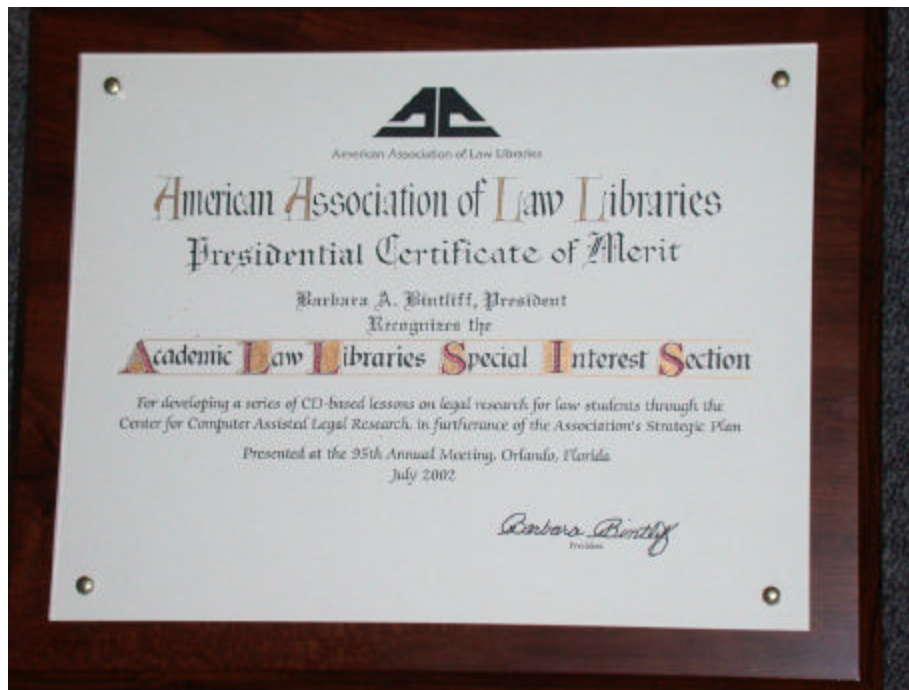 American Association of Law Libraries
American Association of Law Libraries
Presidential Certificate of Merit
Barbara A. Bintliff, President
Recognizes the
Academic Law Libraries Special Interest Section
For developing a series of CD-based lessons on legal research for law students through the
Center for Computer Assisted Legal Research, in furtherance of the Association's Strategic Plan
Presented at the 95th Annual Meeting, Orlando, Florida
July 2002
Barbara Bintliff
President